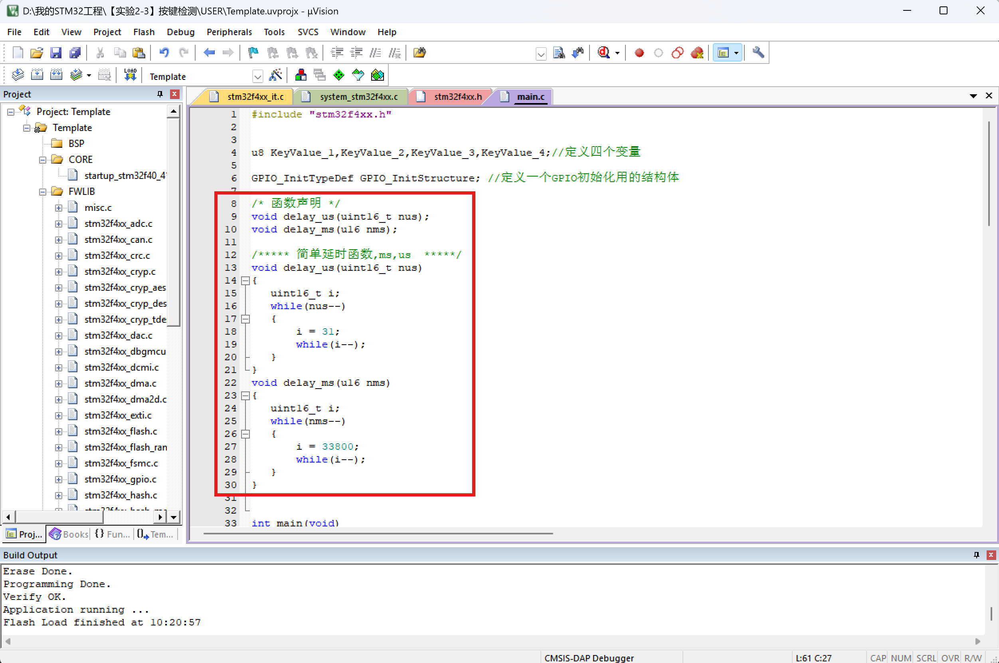 D:\我的STM32工程\【实验2-3】按键检测\USER\Template.uvprojx - µVision
File Edit View Project Flash Debug Peripherals Tools SVCS Window Help
LOAD
Template
Project
Project: Template
Template
BSP
CORE
startup_stm32f40_4
FWLIB
misc.c
stm32f4xx_adc.c
stm32f4xx_can.c
stm32f4xx_crc.c
stm32f4xx_cryp.c
stm32f4xx_cryp_aes
stm32f4xx_cryp_des
stm32f4xx_cryp_tde
stm32f4xx_dac.c
stm32f4xx_dbgmcu
stm32f4xx_dcmi.c
stm32f4xx_dma.c
stm32f4xx_dma2d.c
stm32f4xx_exti.c
stm32f4xx_flash.c
stm32f4xx_flash_ran
stm32f4xx_fsmc.c
stm32f4xx_gpio.c
stm32f4xx_hash.c
Proj... Books {} Fun... Tem...
stm32f4xx_it.c system_stm32f4xx.c stm32f4xx.h main.c
1 #include "stm32f4xx.h"
2
3
4 u8 KeyValue_1,KeyValue_2,KeyValue_3,KeyValue_4;//定义四个变量
5
6 GPIO_InitTypeDef GPIO_InitStructure; //定义一个GPIO初始化用的结构体
7
8 /* 函数声明 */
9 void delay_us(uint16_t nus);
10 void delay_ms(u16 nms);
11
12 /***** 简单延时函数,ms,us *****/
13 void delay_us(uint16_t nus)
14 {
15 uint16_t i;
16 while(nus--)
17 {
18 i = 31;
19 while(i--);
20 }
21 }
22 void delay_ms(u16 nms)
23 {
24 uint16_t i;
25 while(nms--)
26 {
27 i = 33800;
28 while(i--);
29 }
30 }
31
32
33 int main(void)
Build Output
Erase Done.
Programming Done.
Verify OK.
Application running ...
Flash Load finished at 10:20:57
CMSIS-DAP Debugger L:61 C:27 CAP NUM SCRL OVR R/W